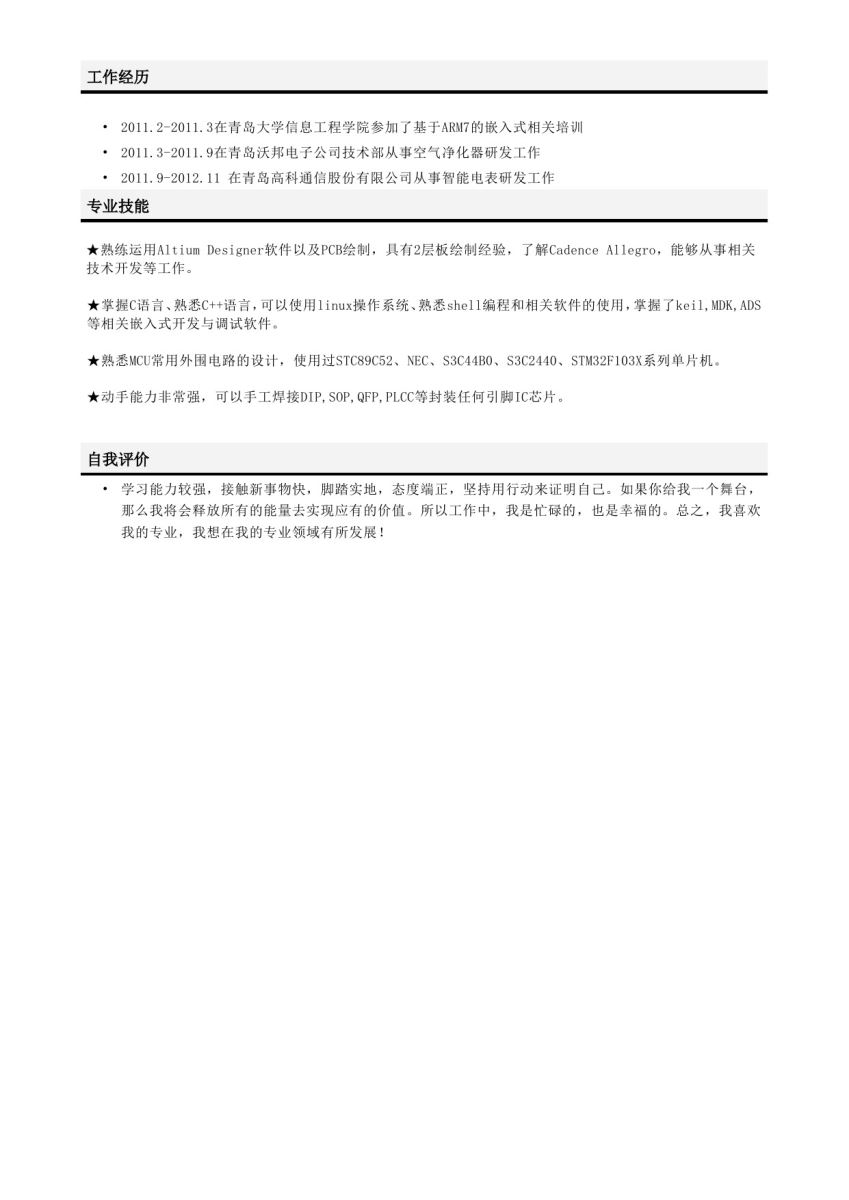 工作经历
• 2011.2-2011.3在青岛大学信息工程学院参加了基于ARM7的嵌入式相关培训
• 2011.3-2011.9在青岛沃邦电子公司技术部从事空气净化器研发工作
• 2011.9-2012.11 在青岛高科通信股份有限公司从事智能电表研发工作
专业技能
★熟练运用Altium Designer软件以及PCB绘制，具有2层板绘制经验，了解Cadence Allegro，能够从事相关
技术开发等工作。
★掌握C语言、熟悉C++语言，可以使用linux操作系统、熟悉shell编程和相关软件的使用，掌握了keil,MDK,ADS
等相关嵌入式开发与调试软件。
★熟悉MCU常用外围电路的设计，使用过STC89C52、NEC、S3C44B0、S3C2440、STM32F103X系列单片机。
★动手能力非常强，可以手工焊接DIP,SOP,QFP,PLCC等封装任何引脚IC芯片。
自我评价
• 学习能力较强，接触新事物快，脚踏实地，态度端正，坚持用行动来证明自己。如果你给我一个舞台，
那么我将会释放所有的能量去实现应有的价值。所以工作中，我是忙碌的，也是幸福的。总之，我喜欢
我的专业，我想在我的专业领域有所发展！